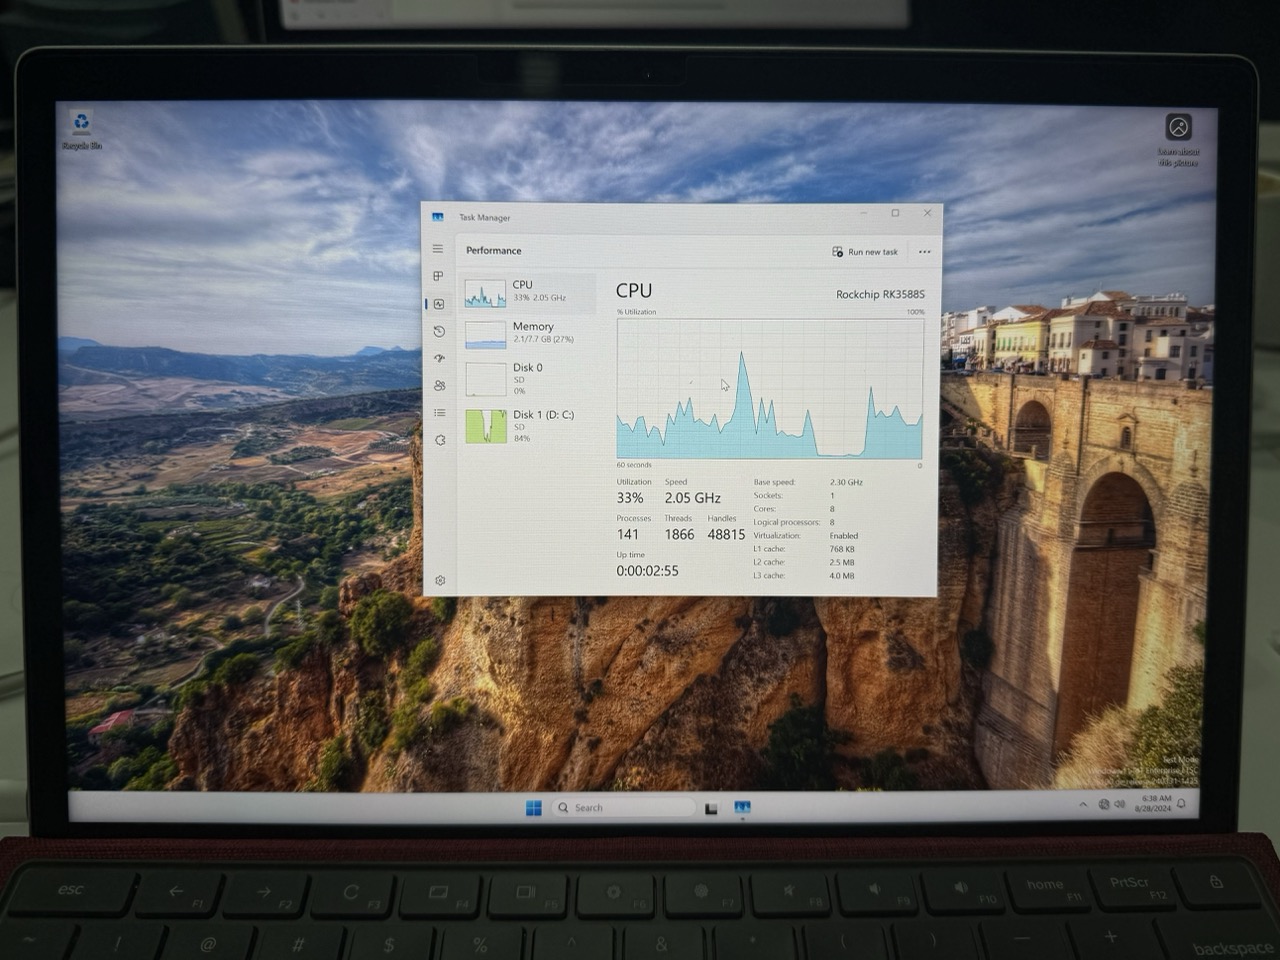 Recycle Bin
Learn about
this picture
Task Manager
Performance
Run new task
CPU
33% 2.05 GHz
Memory
2.1/7.7 GB (27%)
Disk 0
SD
0%
Disk 1 (D: C:)
SD
84%
CPU
Rockchip RK3588S
% Utilization
100%
60 seconds
0
Utilization
Speed
33%
2.05 GHz
Processes
Threads
Handles
141
1866
48815
Up time
0:00:02:55
Base speed: 2.30 GHz
Sockets: 1
Cores: 8
Logical processors: 8
Virtualization: Enabled
L1 cache: 768 KB
L2 cache: 2.5 MB
L3 cache: 4.0 MB
Test Mode
Enterprise LTSC
Search
6:38 AM
8/28/2024
esc
F1
F2
F3
F4
F5
F6
F7
F8
F9
F10
home
F11
PrtScr
F12
~ ! @ # $ % ^ & * ( ) — +
backspace